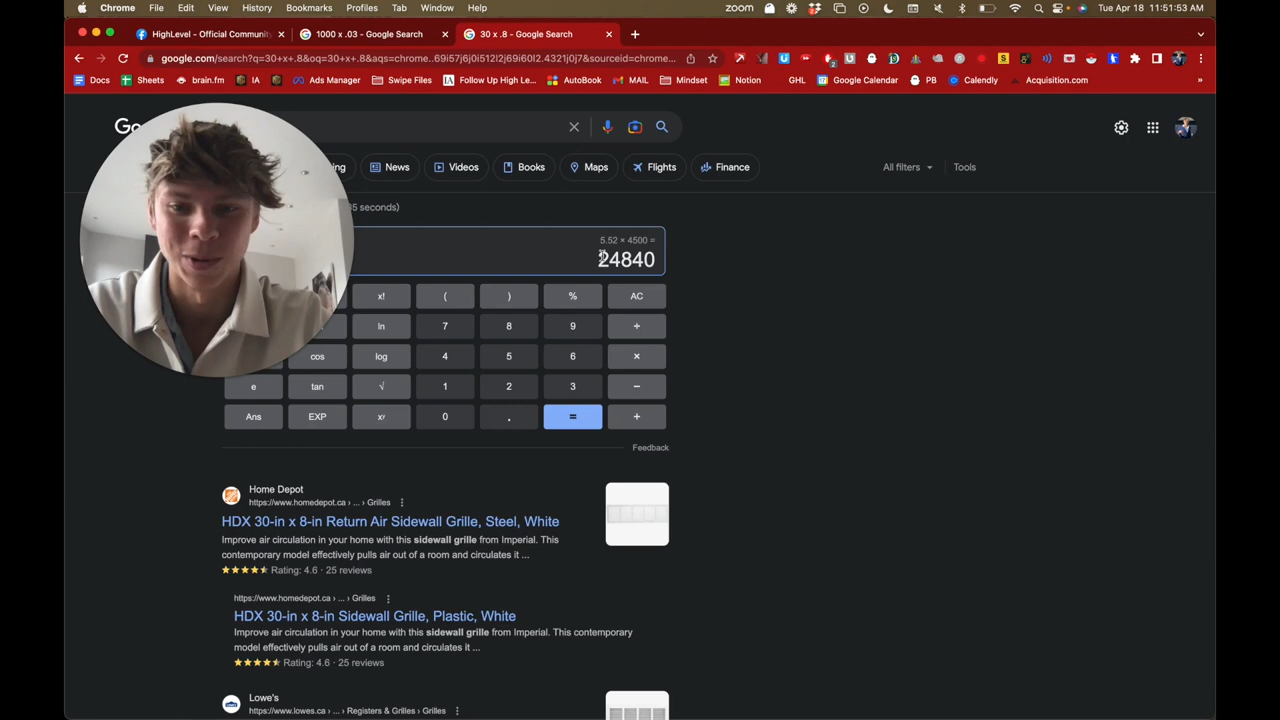 Chrome File Edit View History Bookmarks Profiles Tab Window Help zoom Tue Apr 18 11:51:53 AM
HighLevel - Official Community 1000 x .03 - Google Search 30 x .8 - Google Search
google.com/search?q=30+x+.8&oq=30+x+.8&aqs=chrome..69i57j0i512l2j69i60l5.2432
Docs Sheets brain.fm IA Ads Manager Swipe Files Follow Up High Le... AutoBook MAIL Mindset Notion GHL Google Calendar PB Calendly Acquisition.com »
Go
News Videos Books Maps Flights Finance All filters Tools
seconds)
5.52 × 4500 =
24840
x! ( ) % AC
ln 7 8 9 ÷
cos log 4 5 6 ×
e tan √ 1 2 3 −
Ans EXP xy 0 . = +
Feedback
Home Depot
https://www.homedepot.ca › ... › Grilles
HDX 30-in x 8-in Return Air Sidewall Grille, Steel, White
Improve air circulation in your home with this sidewall grille from Imperial. This
contemporary model effectively pulls air out of a room and circulates it ...
Rating: 4.6 · 25 reviews
https://www.homedepot.ca › ... › Grilles
HDX 30-in x 8-in Sidewall Grille, Plastic, White
Improve air circulation in your home with this sidewall grille from Imperial. This contemporary
model effectively pulls air out of a room and circulates it ...
Rating: 4.6 · 25 reviews
Lowe's
https://www.lowes.ca › ... › Registers & Grilles › Grilles